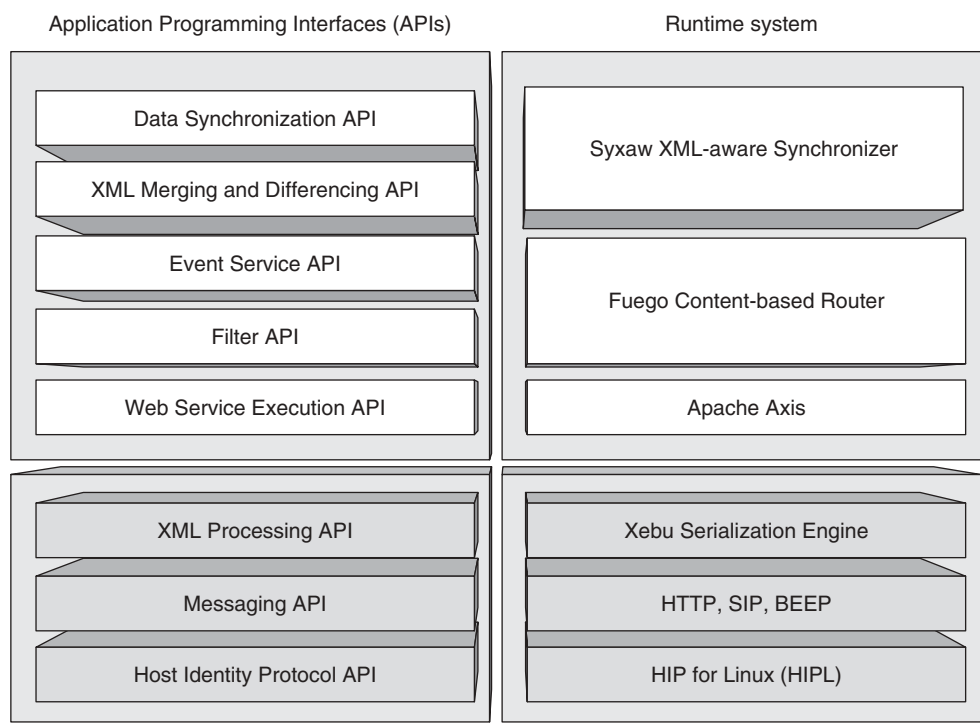 Application Programming Interfaces (APIs)
Runtime system
Data Synchronization API
XML Merging and Differencing API
Event Service API
Filter API
Web Service Execution API
Syxaw XML-aware Synchronizer
Fuego Content-based Router
Apache Axis
XML Processing API
Messaging API
Host Identity Protocol API
Xebu Serialization Engine
HTTP, SIP, BEEP
HIP for Linux (HIPL)